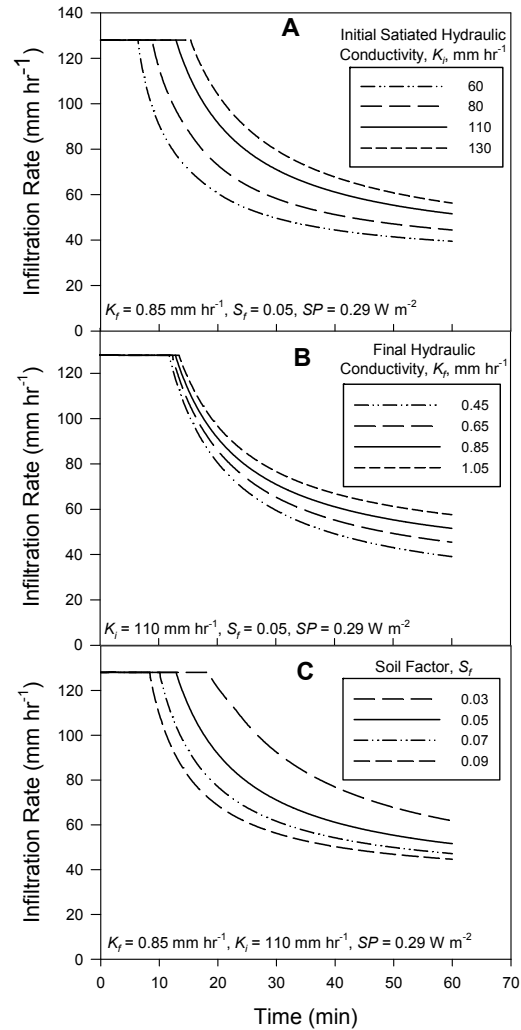 A
Initial Satiated Hydraulic
Conductivity, Kᵢ, mm hr⁻¹
60
80
110
130
140
120
100
80
60
40
20
0
Infiltration Rate (mm hr⁻¹)
K_f = 0.85 mm hr⁻¹, S_f = 0.05, SP = 0.29 W m⁻²
B
Final Hydraulic
Conductivity, K_f, mm hr⁻¹
0.45
0.65
0.85
1.05
120
100
80
60
40
20
0
Infiltration Rate (mm hr⁻¹)
Kᵢ = 110 mm hr⁻¹, S_f = 0.05, SP = 0.29 W m⁻²
C
Soil Factor, S_f
0.03
0.05
0.07
0.09
120
100
80
60
40
20
0
Infiltration Rate (mm hr⁻¹)
K_f = 0.85 mm hr⁻¹, Kᵢ = 110 mm hr⁻¹, SP = 0.29 W m⁻²
0 10 20 30 40 50 60 70
Time (min)